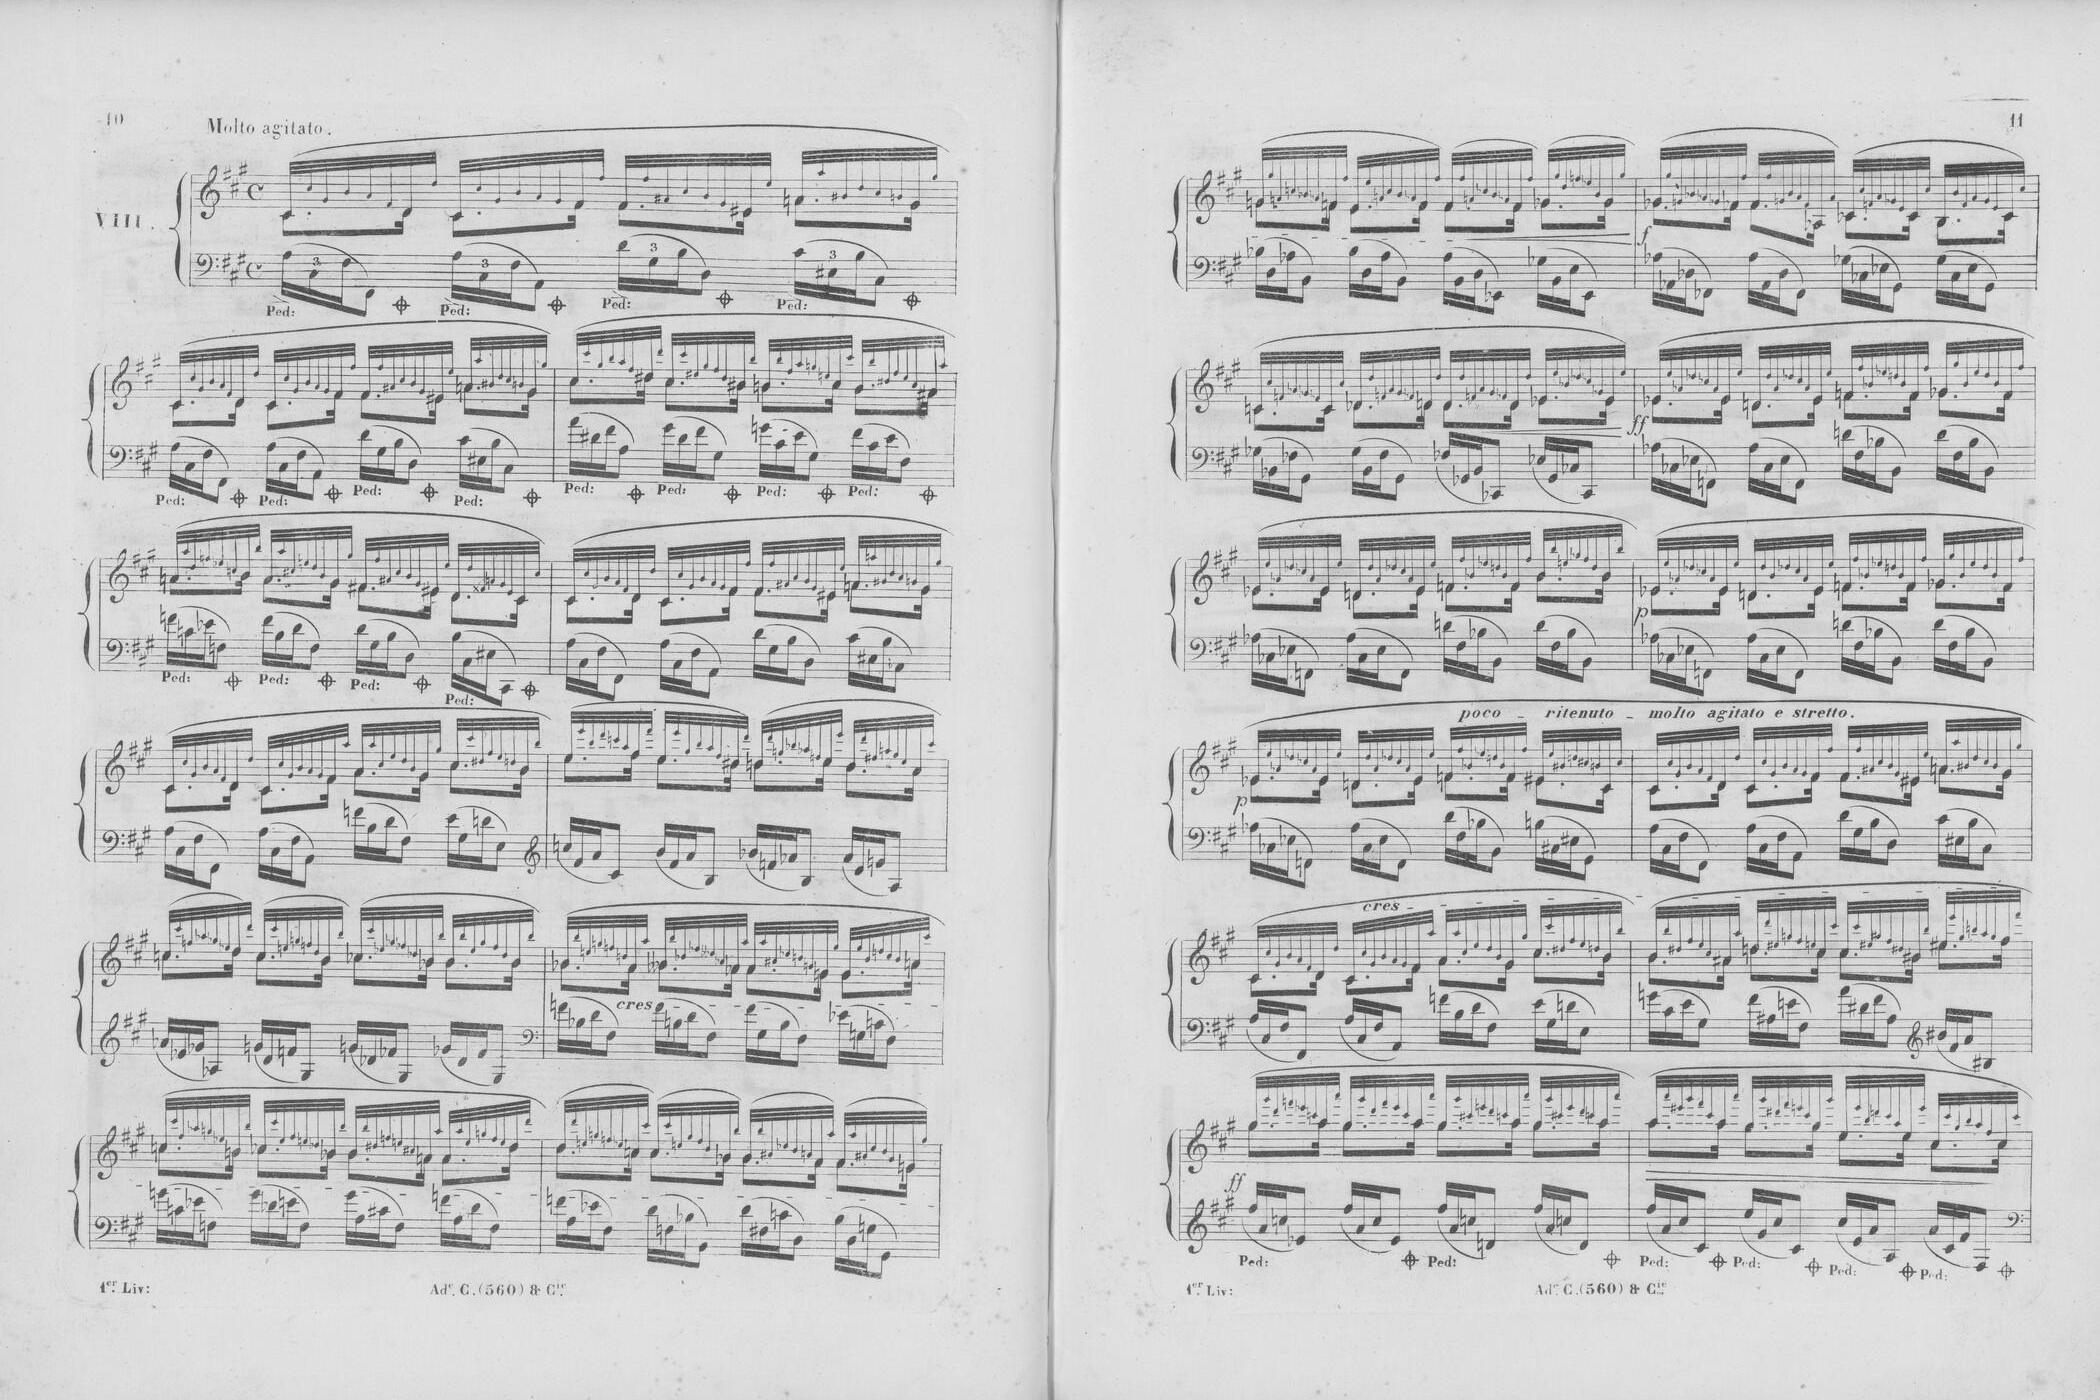 10
Molto agitato.
VIII.
3 3 3 3
Ped: Ped: Ped: Ped:
Ped: Ped: Ped: Ped: Ped: Ped: Ped: Ped:
Ped: Ped: Ped: Ped:
cres
1er Liv:
Ad. C. (560) & Cie
11
f
ff
p
poco - ritenuto - molto agitato e stretto.
p
cres
ff
Ped: Ped: Ped: Ped: Ped: Ped:
1er Liv:
Ad. C. (560) & Cie